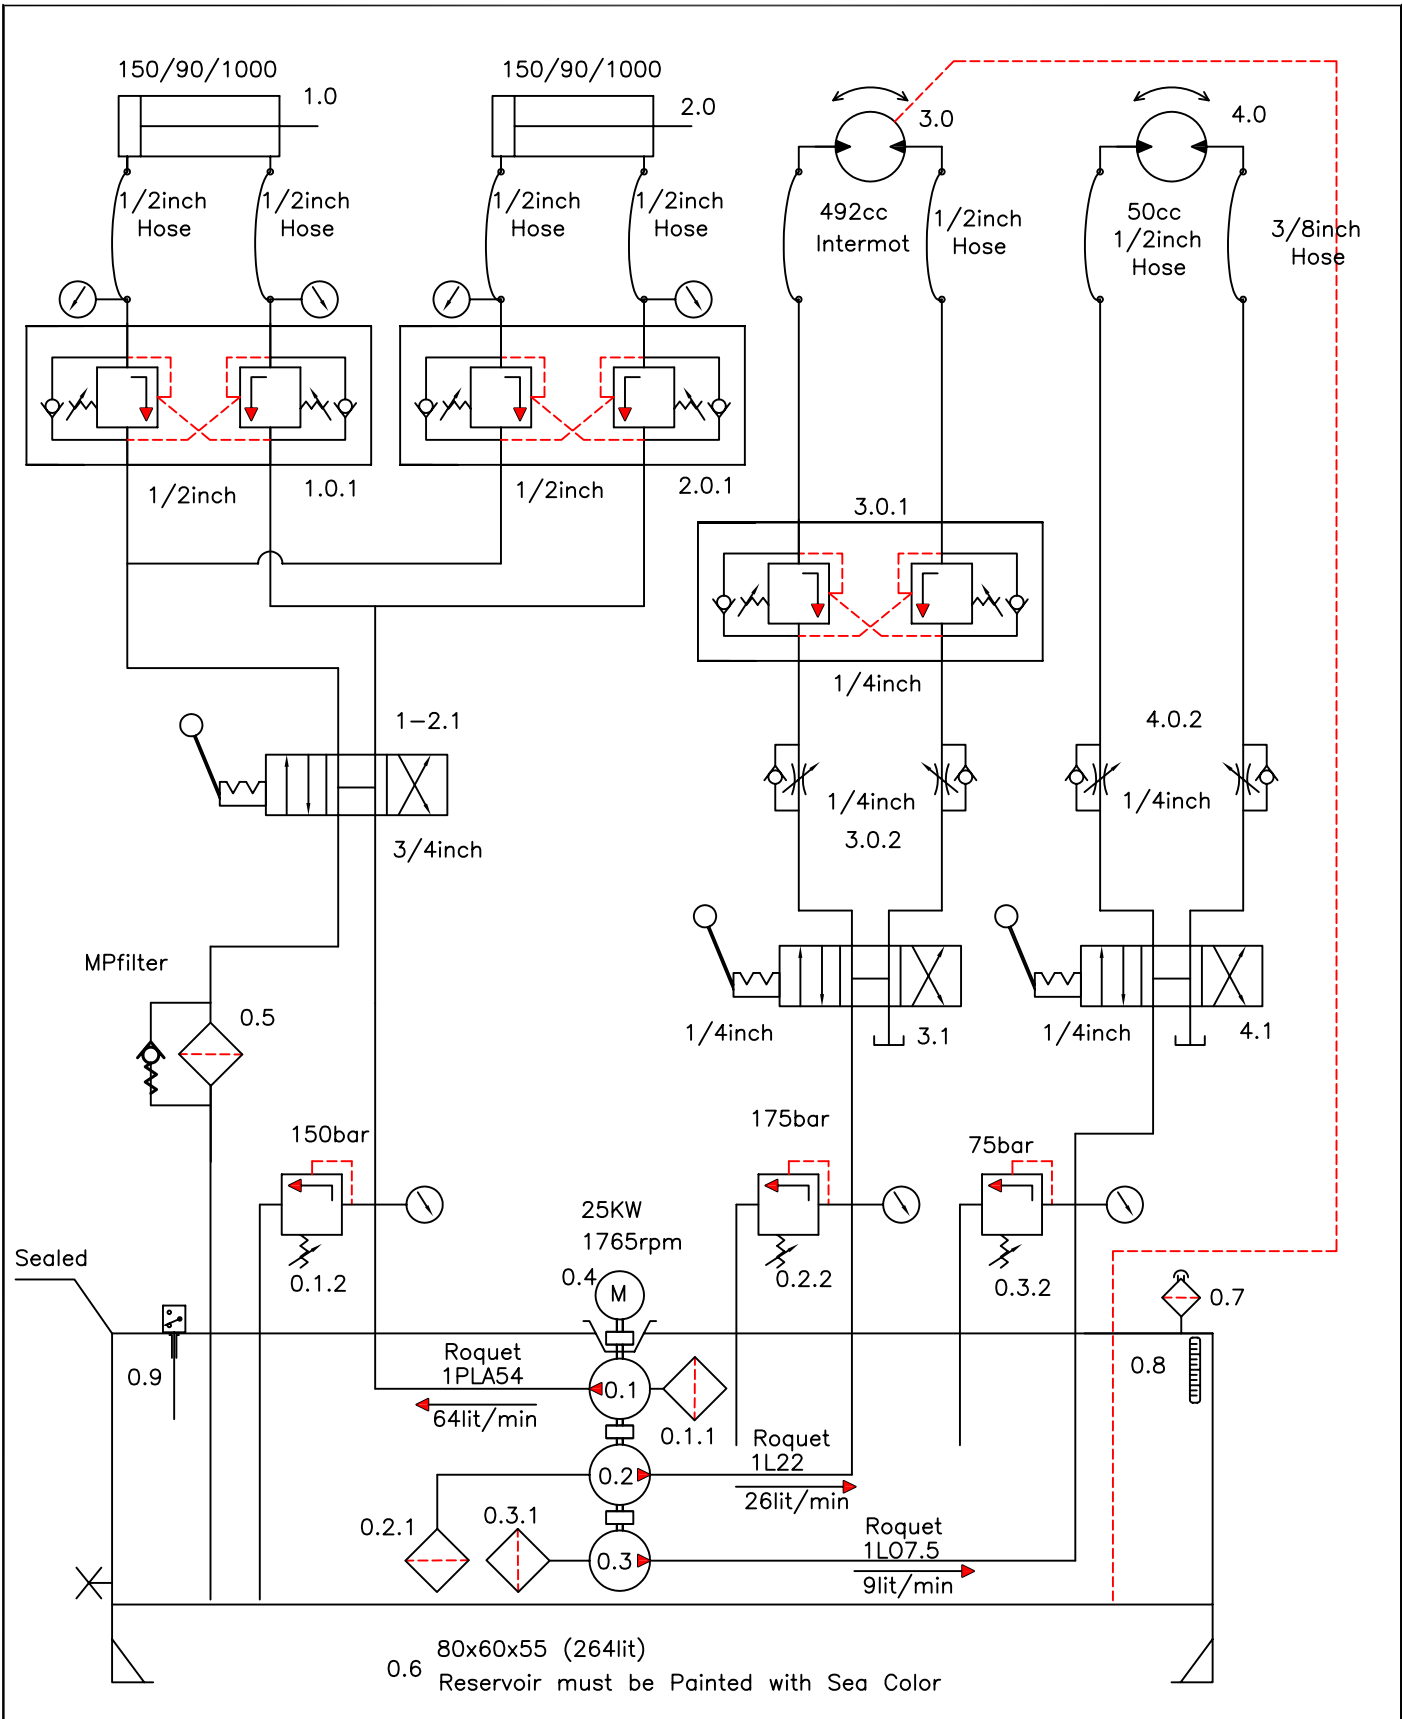 150/90/1000
1.0
150/90/1000
2.0
3.0
4.0
1/2inch
Hose
1/2inch
Hose
1/2inch
Hose
1/2inch
Hose
492cc
Intermot
1/2inch
Hose
50cc
1/2inch
Hose
3/8inch
Hose
1/2inch
1.0.1
1/2inch
2.0.1
3.0.1
1/4inch
1-2.1
3/4inch
4.0.2
1/4inch
3.0.2
1/4inch
MPfilter
0.5
1/4inch
3.1
1/4inch
4.1
150bar
0.1.2
175bar
0.2.2
75bar
0.3.2
25KW
1765rpm
0.4
M
Sealed
0.9
0.7
0.8
Roquet
1PLA54
64lit/min
0.1
0.1.1
Roquet
1L22
26lit/min
0.2
0.2.1
0.3.1
0.3
Roquet
1LO7.5
9lit/min
0.6
80x60x55 (264lit)
Reservoir must be Painted with Sea Color